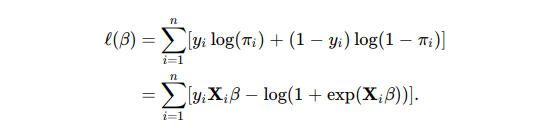 ℓ(β) = ∑_{i=1}^{n} [y_i log(π_i) + (1 − y_i) log(1 − π_i)]
= ∑_{i=1}^{n} [y_i 𝐗_i β − log(1 + exp(𝐗_i β))].